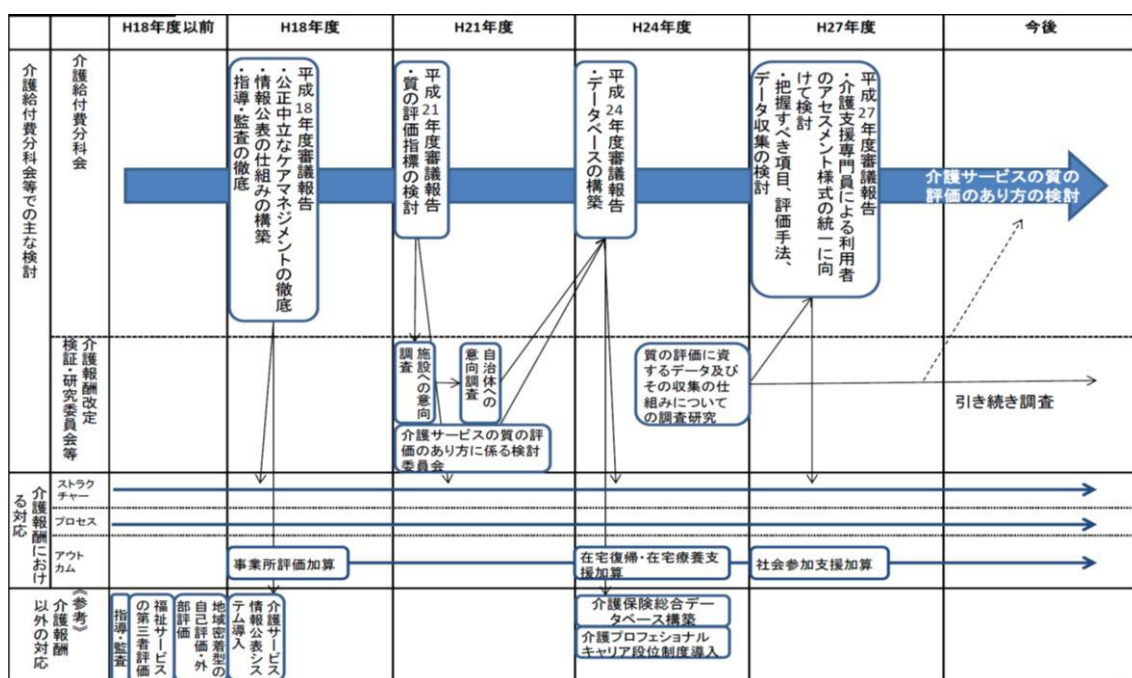 H18年度以前
H18年度
H21年度
H24年度
H27年度
今後
介護給付費分科会等での主な検討
介護給付費分科会
平成18年度審議報告
・公正中立なケアマネジメントの徹底
・情報公表の仕組みの構築
・指導・監査の徹底
平成21年度審議報告
・質の評価指標の検討
平成24年度審議報告
・データベースの構築
平成27年度審議報告
・介護支援専門員による利用者
のアセスメント様式の統一に向
けて検討
・把握すべき項目、評価手法、
データ収集の検討
介護サービスの質の
評価のあり方の検討
介護報酬改定
検証・研究委員会等
施設への意向
調査
自治体への
意向調査
介護サービスの質の評
価のあり方に係る検討
委員会
質の評価に資
するデータ及び
その収集の仕
組みについて
の調査研究
引き続き調査
介護報酬におけ
る対応
ストラク
チャー
プロセス
アウト
カム
事業所評価加算
在宅復帰・在宅療養支
援加算
社会参加支援加算
《参考》
介護報酬
以外の対応
指導・監査
福祉サービス
の第三者評価
地域密着型の
自己評価・外
部評価
介護サービス
情報公表シス
テム導入
介護保険総合デー
タベース構築
介護プロフェショナル
キャリア段位制度導入